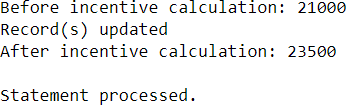 Before incentive calculation: 21000
Record(s) updated
After incentive calculation: 23500
Statement processed.